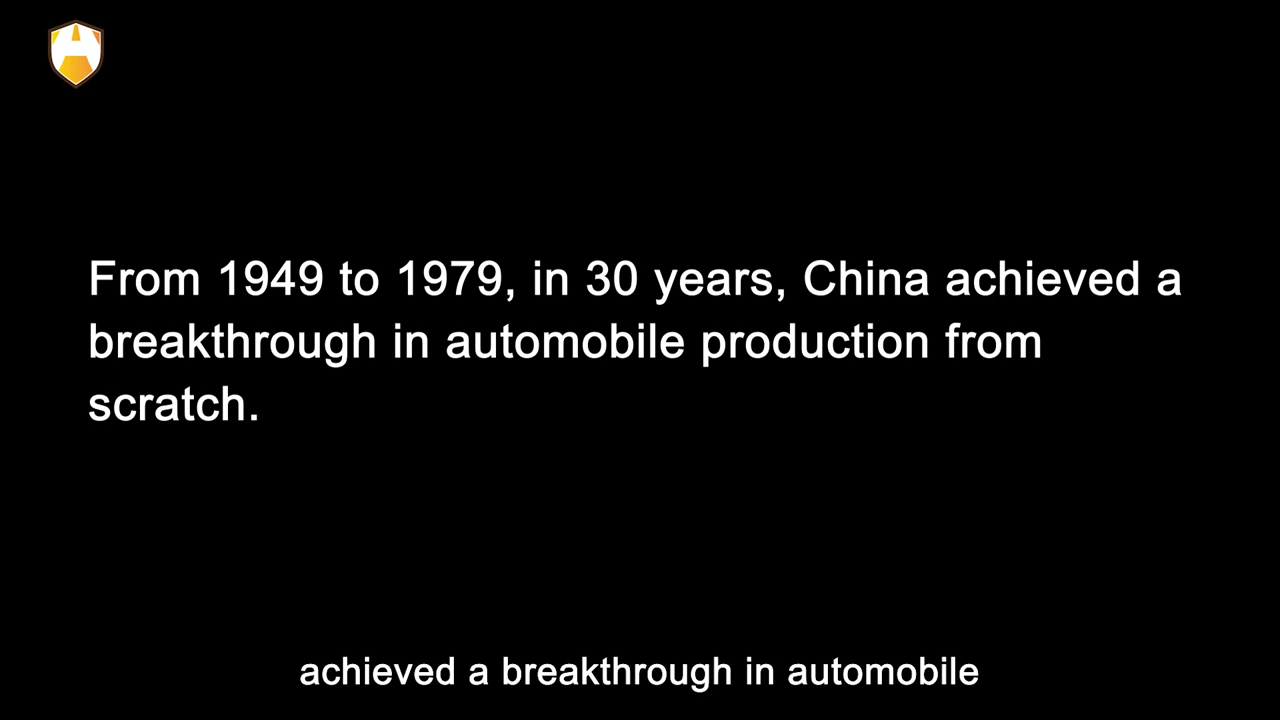 From 1949 to 1979, in 30 years, China achieved a
breakthrough in automobile production from
scratch.
achieved a breakthrough in automobile